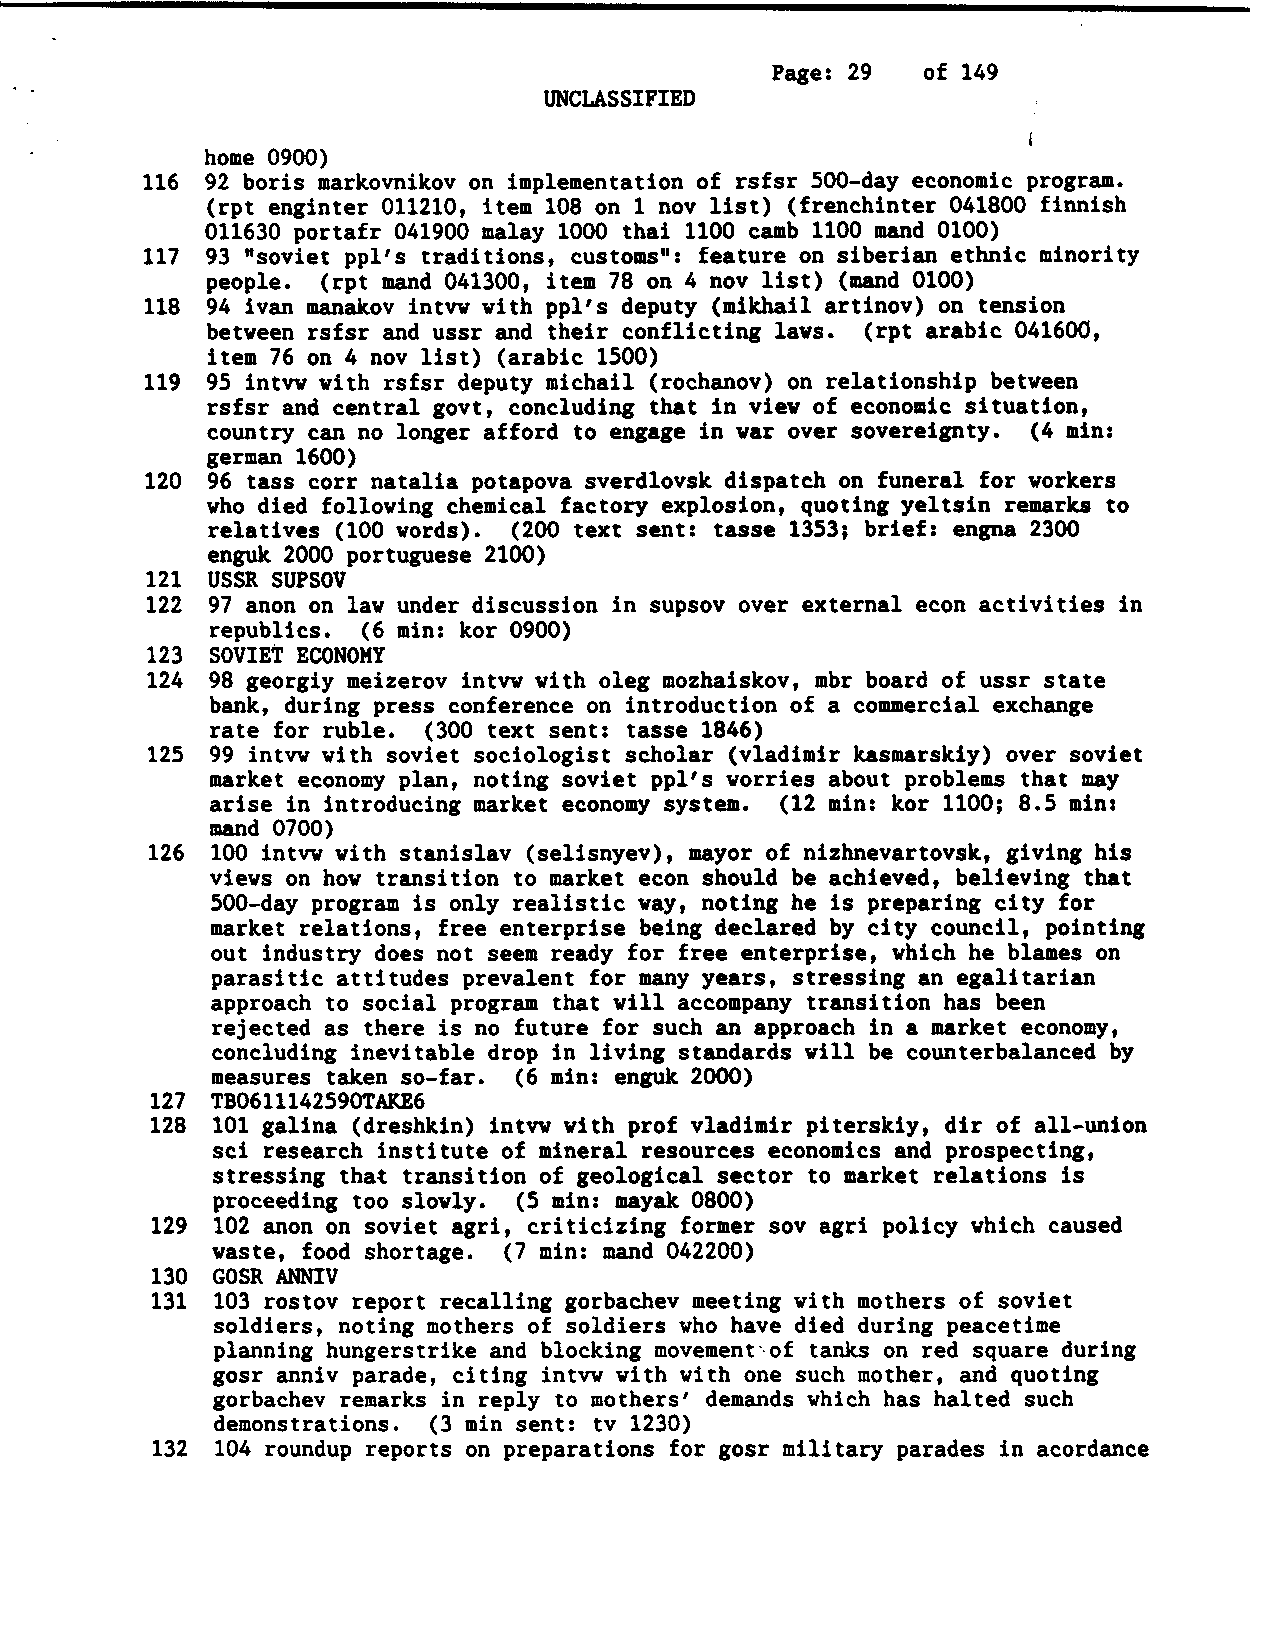 Page: 29 of 149
UNCLASSIFIED
home 0900)
116 92 boris markovnikov on implementation of rsfsr 500-day economic program.
(rpt enginter 011210, item 108 on 1 nov list) (frenchinter 041800 finnish
011630 portafr 041900 malay 1000 thai 1100 camb 1100 mand 0100)
117 93 "soviet ppl's traditions, customs": feature on siberian ethnic minority
people. (rpt mand 041300, item 78 on 4 nov list) (mand 0100)
118 94 ivan manakov intvw with ppl's deputy (mikhail artinov) on tension
between rsfsr and ussr and their conflicting laws. (rpt arabic 041600,
item 76 on 4 nov list) (arabic 1500)
119 95 intvw with rsfsr deputy michail (rochanov) on relationship between
rsfsr and central govt, concluding that in view of economic situation,
country can no longer afford to engage in war over sovereignty. (4 min:
german 1600)
120 96 tass corr natalia potapova sverdlovsk dispatch on funeral for workers
who died following chemical factory explosion, quoting yeltsin remarks to
relatives (100 words). (200 text sent: tasse 1353; brief: engna 2300
enguk 2000 portuguese 2100)
121 USSR SUPSOV
122 97 anon on law under discussion in supsov over external econ activities in
republics. (6 min: kor 0900)
123 SOVIET ECONOMY
124 98 georgiy meizerov intvw with oleg mozhaiskov, mbr board of ussr state
bank, during press conference on introduction of a commercial exchange
rate for ruble. (300 text sent: tasse 1846)
125 99 intvw with soviet sociologist scholar (vladimir kasmarskiy) over soviet
market economy plan, noting soviet ppl's worries about problems that may
arise in introducing market economy system. (12 min: kor 1100; 8.5 min:
mand 0700)
126 100 intvw with stanislav (selisnyev), mayor of nizhnevartovsk, giving his
views on how transition to market econ should be achieved, believing that
500-day program is only realistic way, noting he is preparing city for
market relations, free enterprise being declared by city council, pointing
out industry does not seem ready for free enterprise, which he blames on
parasitic attitudes prevalent for many years, stressing an egalitarian
approach to social program that will accompany transition has been
rejected as there is no future for such an approach in a market economy,
concluding inevitable drop in living standards will be counterbalanced by
measures taken so-far. (6 min: enguk 2000)
127 TB0611142590TAKE6
128 101 galina (dreshkin) intvw with prof vladimir piterskiy, dir of all-union
sci research institute of mineral resources economics and prospecting,
stressing that transition of geological sector to market relations is
proceeding too slowly. (5 min: mayak 0800)
129 102 anon on soviet agri, criticizing former sov agri policy which caused
waste, food shortage. (7 min: mand 042200)
130 GOSR ANNIV
131 103 rostov report recalling gorbachev meeting with mothers of soviet
soldiers, noting mothers of soldiers who have died during peacetime
planning hungerstrike and blocking movement of tanks on red square during
gosr anniv parade, citing intvw with with one such mother, and quoting
gorbachev remarks in reply to mothers' demands which has halted such
demonstrations. (3 min sent: tv 1230)
132 104 roundup reports on preparations for gosr military parades in acordance